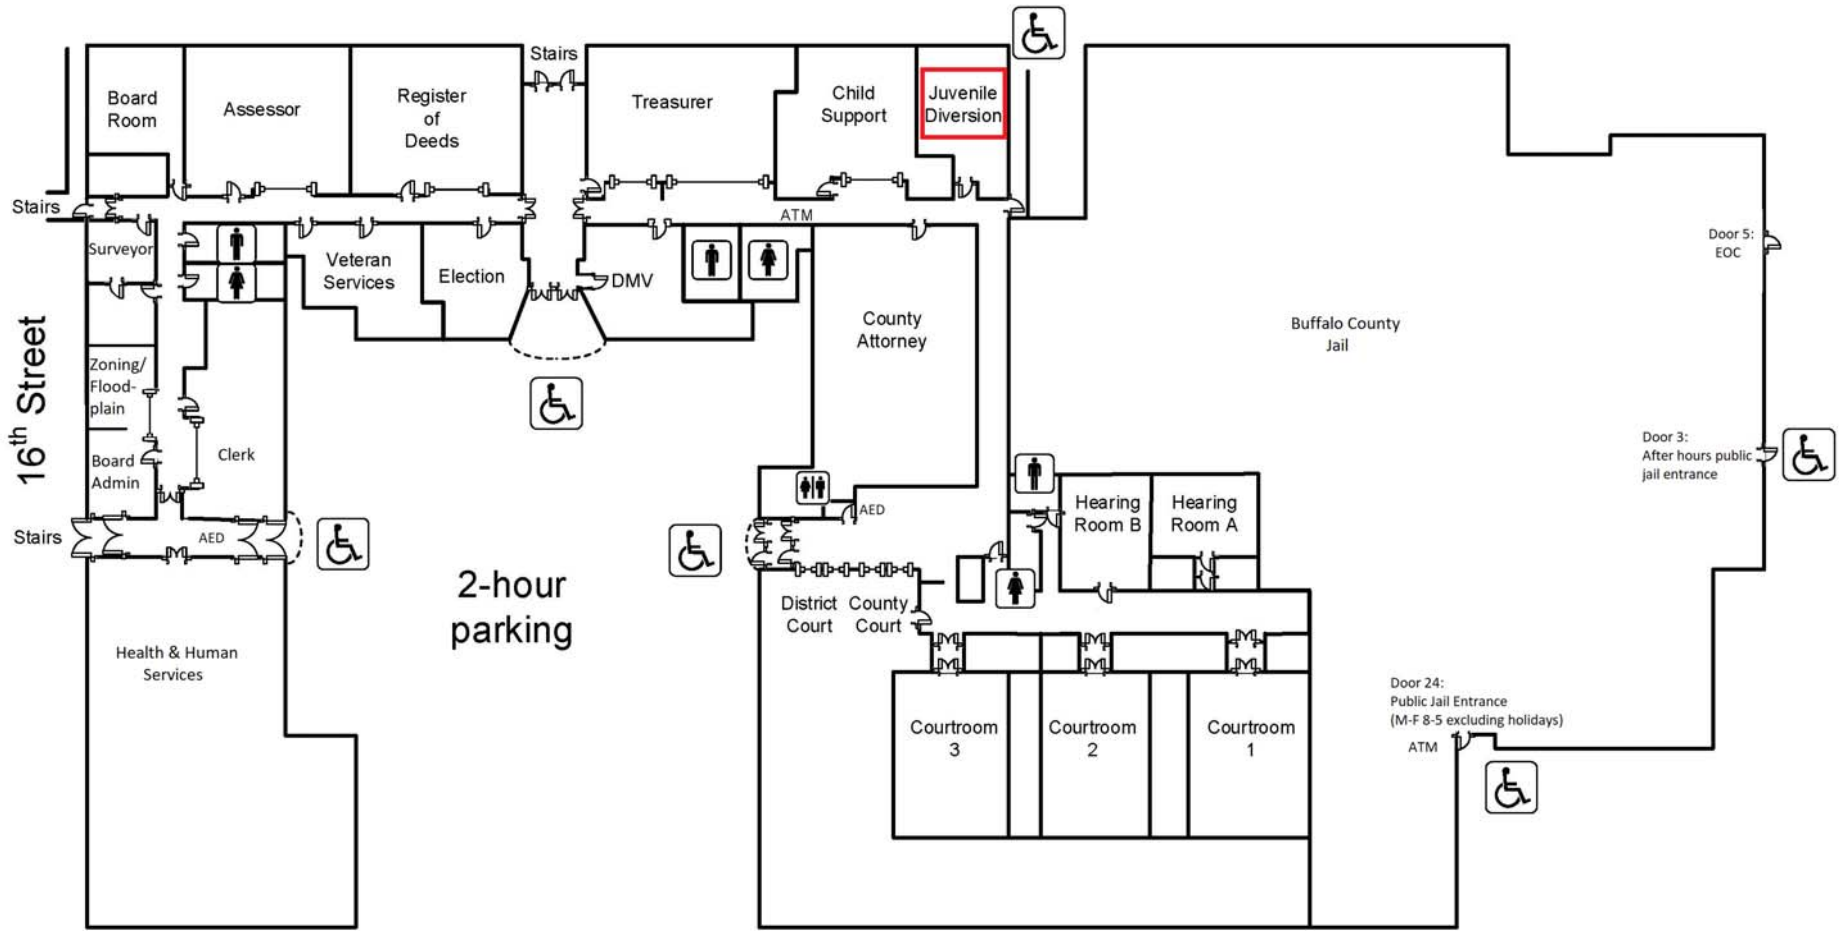 Stairs
Board
Room
Assessor
Register
of
Deeds
Treasurer
Child
Support
Juvenile
Diversion
Stairs
ATM
Surveyor
Veteran
Services
Election
DMV
Door 5:
EOC
County
Attorney
Buffalo County
Jail
16th Street
Zoning/
Flood-
plain
Board
Admin
Clerk
Door 3:
After hours public
jail entrance
Hearing
Room B
Hearing
Room A
AED
Stairs
AED
2-hour
parking
District
Court
County
Court
Health & Human
Services
Door 24:
Public Jail Entrance
(M-F 8-5 excluding holidays)
ATM
Courtroom
3
Courtroom
2
Courtroom
1